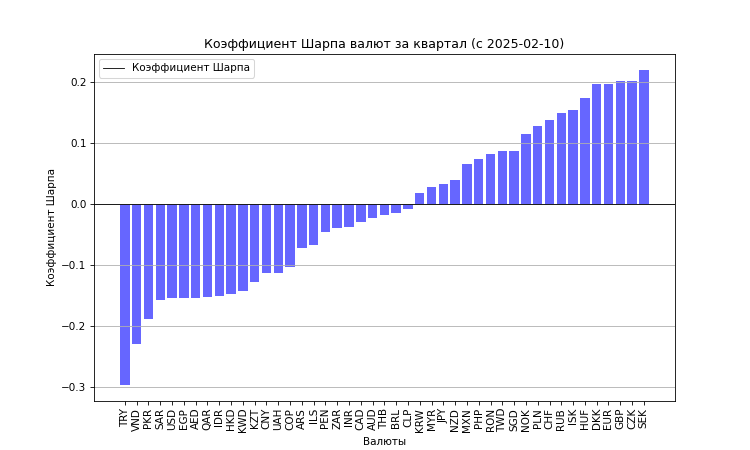 Коэффициент Шарпа валют за квартал (с 2025-02-10)
Коэффициент Шарпа
Коэффициент Шарпа
0.2
0.1
0.0
−0.1
−0.2
−0.3
TRY
VND
PKR
SAR
USD
EGP
AED
QAR
IDR
HKD
KWD
KZT
CNY
UAH
COP
ARS
ILS
PEN
ZAR
INR
CAD
AUD
THB
BRL
CLP
KRW
MYR
JPY
NZD
MXN
PHP
RON
TWD
SGD
NOK
PLN
CHF
RUB
ISK
HUF
DKK
EUR
GBP
CZK
SEK
Валюты